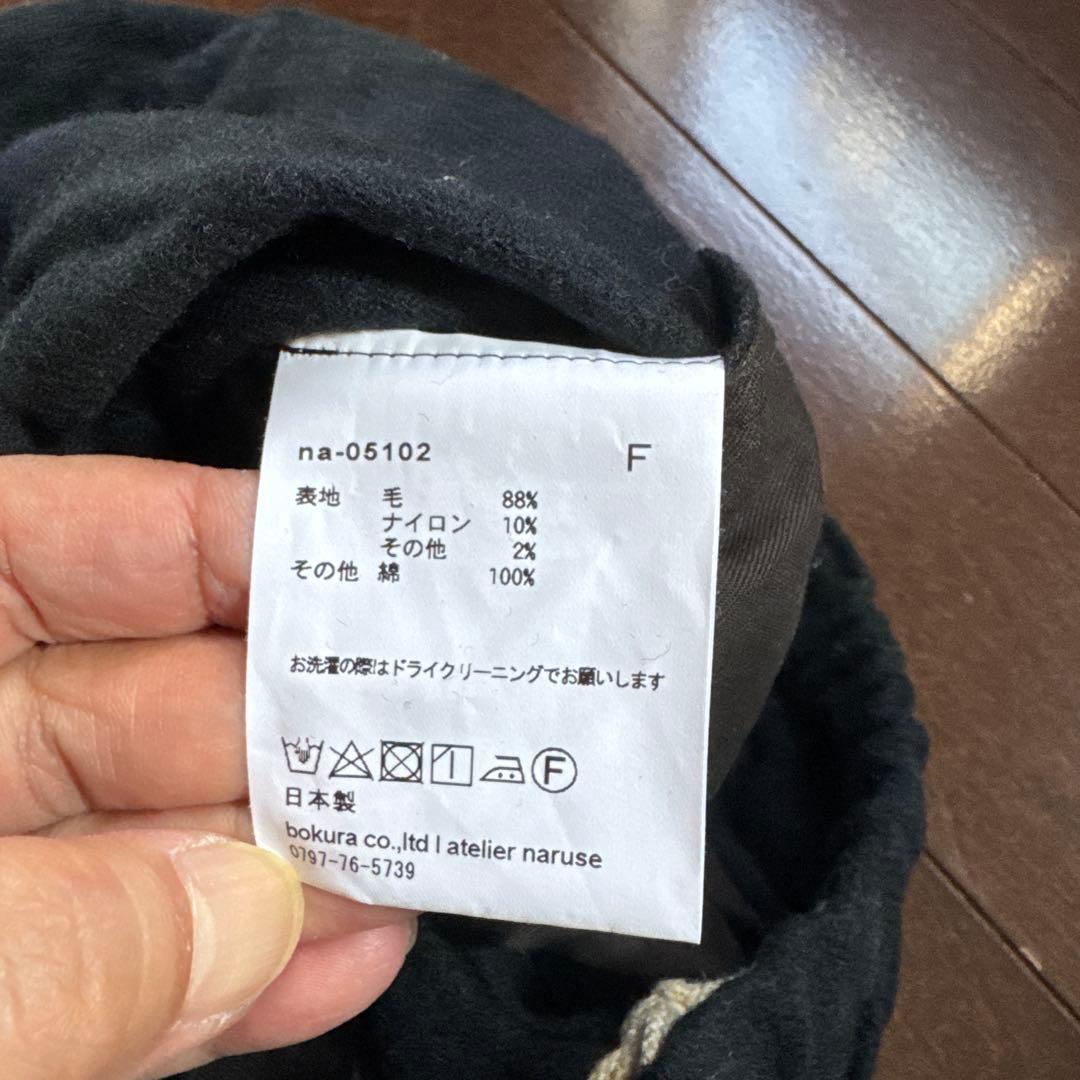 na-05102 F
表地 毛 88%
ナイロン 10%
その他 2%
その他 綿 100%
お洗濯の際はドライクリーニングでお願いします
F
日本製
bokura co.,ltd l atelier naruse
0797-76-5739